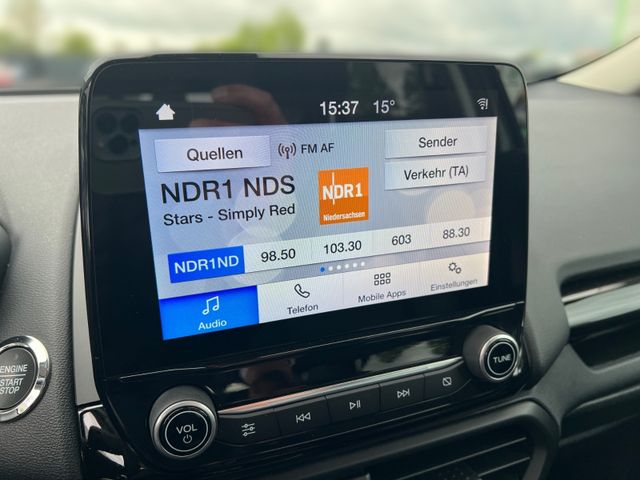 15:37 15°
Quellen
FM AF
Sender
Verkehr (TA)
NDR1 NDS
Stars - Simply Red
NDR1
Niedersachsen
NDR1ND
98.50
103.30
603
88.30
Audio
Telefon
Mobile Apps
Einstellungen
ENGINE
START
STOP
VOL
TUNE